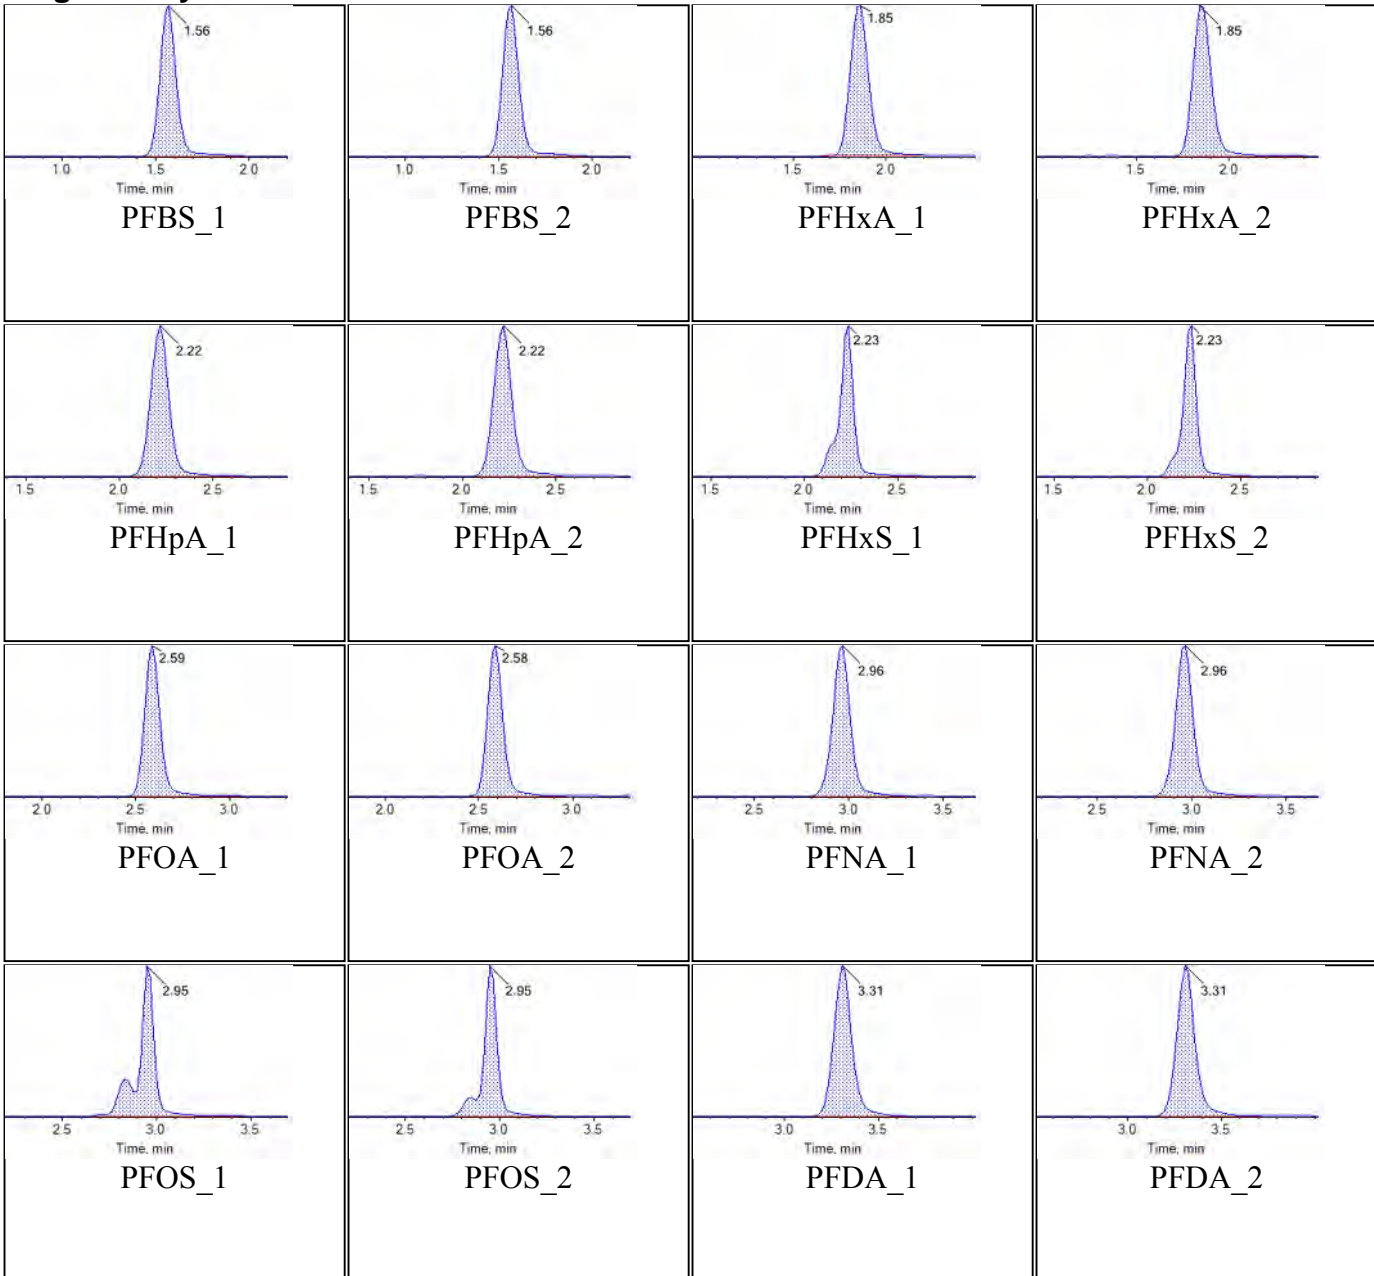 1.56 1.56 1.85 1.85
1.0 1.5 2.0 1.0 1.5 2.0 1.5 2.0 1.5 2.0
Time, min Time, min Time, min Time, min
PFBS_1 PFBS_2 PFHxA_1 PFHxA_2
2.22 2.22 2.23 2.23
1.5 2.0 2.5 1.5 2.0 2.5 1.5 2.0 2.5 1.5 2.0 2.5
Time, min Time, min Time, min Time, min
PFHpA_1 PFHpA_2 PFHxS_1 PFHxS_2
2.59 2.58 2.96 2.96
2.0 2.5 3.0 2.0 2.5 3.0 2.5 3.0 3.5 2.5 3.0 3.5
Time, min Time, min Time, min Time, min
PFOA_1 PFOA_2 PFNA_1 PFNA_2
2.95 2.95 3.31 3.31
2.5 3.0 3.5 2.5 3.0 3.5 3.0 3.5 3.0 3.5
Time, min Time, min Time, min Time, min
PFOS_1 PFOS_2 PFDA_1 PFDA_2